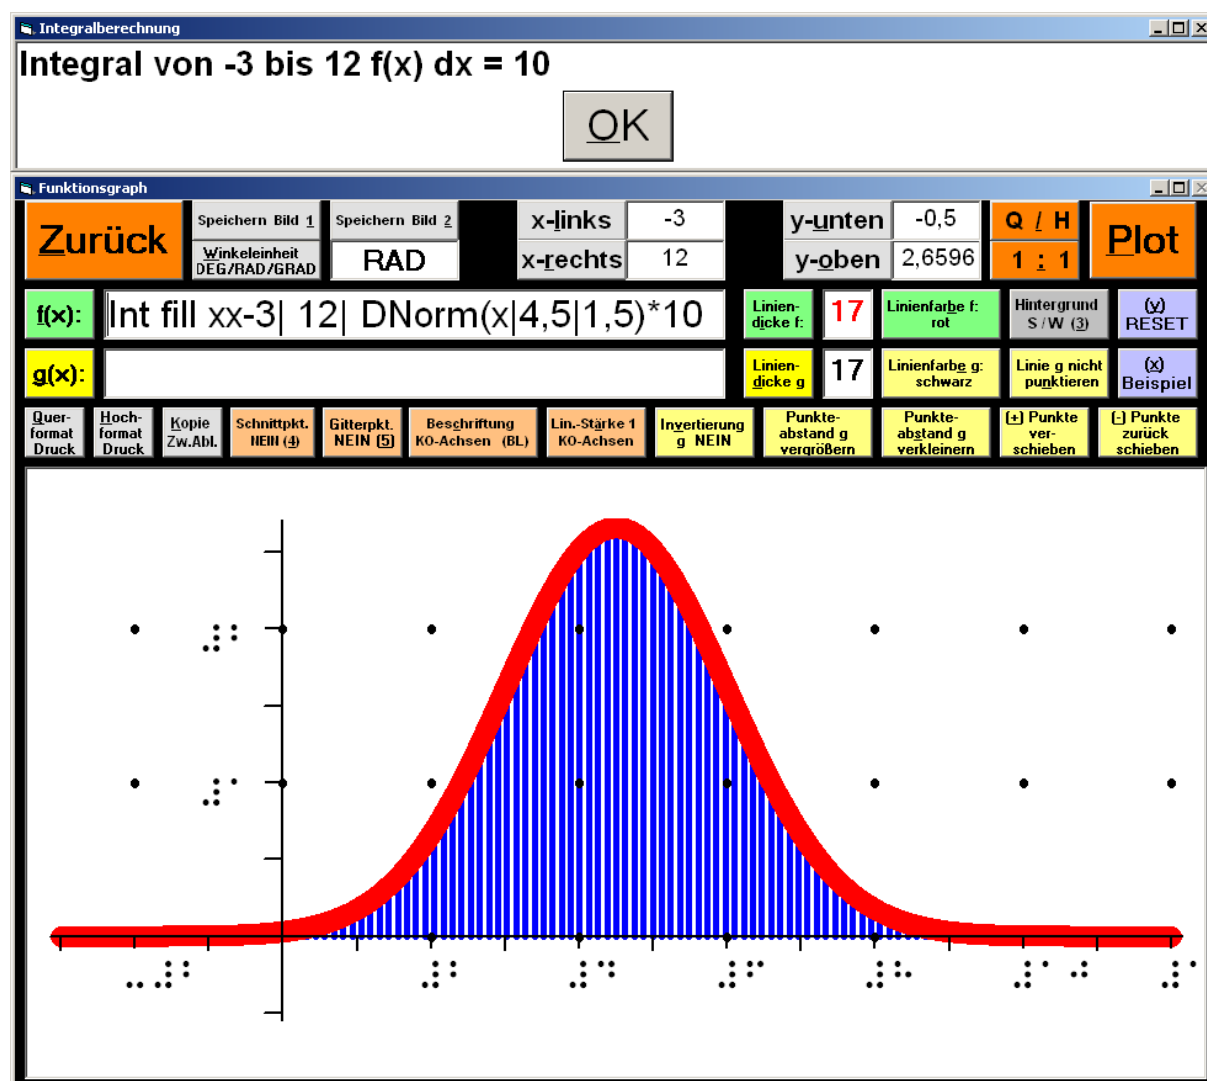 Integralberechnung
Integral von -3 bis 12 f(x) dx = 10
OK
Funktionsgraph
Zurück
Speichern Bild 1
Speichern Bild 2
x-links
-3
y-unten
-0,5
Q / H
Plot
Winkeleinheit
DEG/RAD/GRAD
RAD
x-rechts
12
y-oben
2,6596
1 : 1
f(x):
Int fill xx-3| 12| DNorm(x|4,5|1,5)*10
Linien-
dicke f:
17
Linienfarbe f:
rot
Hintergrund
S / W (3)
(y)
RESET
g(x):
Linien-
dicke g
17
Linienfarbe g:
schwarz
Linie g nicht
punktieren
(x)
Beispiel
Quer-
format
Druck
Hoch-
format
Druck
Kopie
Zw.Abl.
Schnittpkt.
NEIN (4)
Gitterpkt.
NEIN (5)
Beschriftung
KO-Achsen (BL)
Lin.-Stärke 1
KO-Achsen
Invertierung
g NEIN
Punkte-
abstand g
vergrößern
Punkte-
abstand g
verkleinern
(+) Punkte
ver-
schieben
(-) Punkte
zurück
schieben